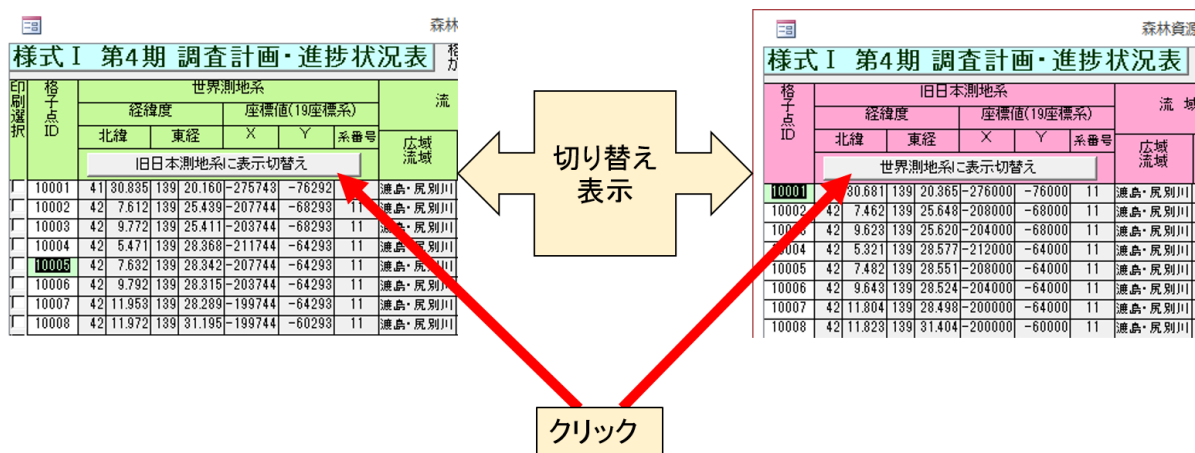 森林
様式Ⅰ 第4期 調査計画・進捗状況表
印刷選択 格子点ID 世界測地系 流
経緯度 座標値(19座標系)
北緯 東経 X Y 系番号 広域流域
旧日本測地系に表示切替え
10001 41 30.835 139 20.160 -275743 -76292 渡島・尻別川
10002 42 7.612 139 25.439 -207744 -68293 11 渡島・尻別川
10003 42 9.772 139 25.411 -203744 -68293 11 渡島・尻別川
10004 42 5.471 139 28.368 -211744 -64293 11 渡島・尻別川
10005 42 7.632 139 28.342 -207744 -64293 11 渡島・尻別川
10006 42 9.792 139 28.315 -203744 -64293 11 渡島・尻別川
10007 42 11.953 139 28.289 -199744 -64293 11 渡島・尻別川
10008 42 11.972 139 31.195 -199744 -60293 11 渡島・尻別川
切り替え
表示
森林資源
様式Ⅰ 第4期 調査計画・進捗状況表
格子点ID 旧日本測地系 流 域
経緯度 座標値(19座標系)
北緯 東経 X Y 系番号 広域流域
世界測地系に表示切替え
10001 30.681 139 20.365 -276000 -76000 11 渡島・尻別川
10002 42 7.462 139 25.648 -208000 -68000 11 渡島・尻別川
42 9.623 139 25.620 -204000 -68000 11 渡島・尻別川
42 5.321 139 28.577 -212000 -64000 11 渡島・尻別川
10005 42 7.482 139 28.551 -208000 -64000 11 渡島・尻別川
10006 42 9.643 139 28.524 -204000 -64000 11 渡島・尻別川
10007 42 11.804 139 28.498 -200000 -64000 11 渡島・尻別川
10008 42 11.823 139 31.404 -200000 -60000 11 渡島・尻別川
クリック